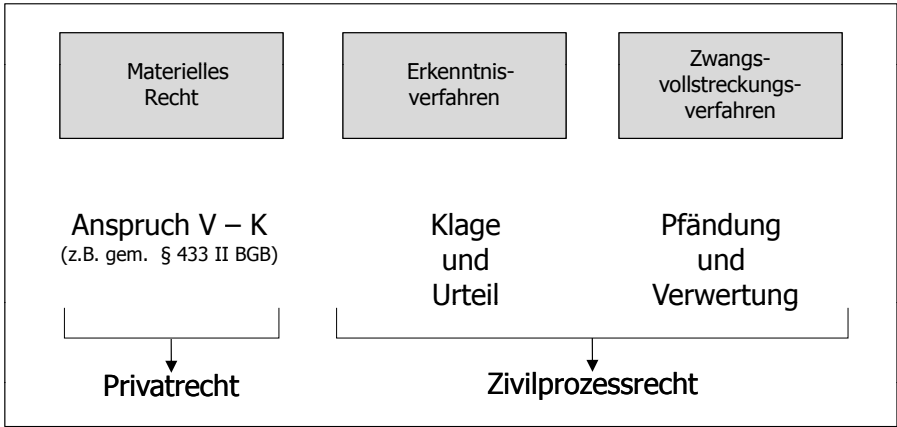 Materielles
Recht
Erkenntnis-
verfahren
Zwangs-
vollstreckungs-
verfahren
Anspruch V – K
(z.B. gem. § 433 II BGB)
Klage
und
Urteil
Pfändung
und
Verwertung
Privatrecht
Zivilprozessrecht